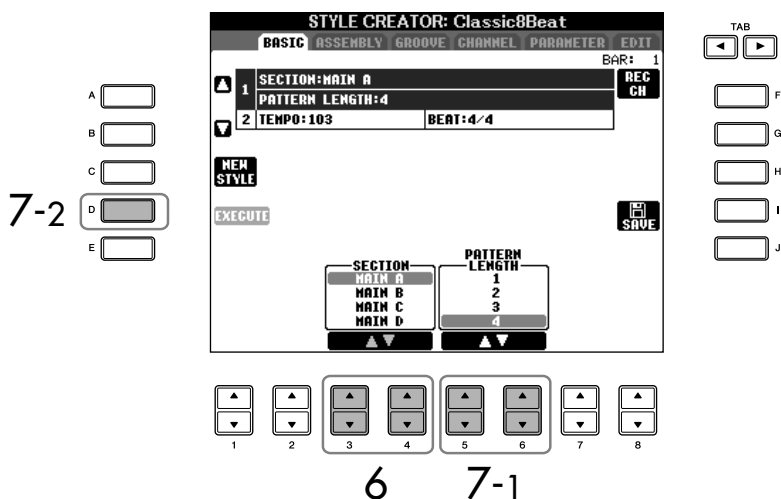 STYLE CREATOR: Classic8Beat
BASIC ASSEMBLY GROOVE CHANNEL PARAMETER EDIT
BAR: 1
1 SECTION:MAIN A
PATTERN LENGTH:4
REC CH
2 TEMPO:103 BEAT:4/4
NEW STYLE
EXECUTE
SAVE
SECTION
MAIN A
MAIN B
MAIN C
MAIN D
PATTERN LENGTH
1
2
3
4
TAB
A
B
C
D
E
F
G
H
I
J
7-2
1 2 3 4 5 6 7 8
6 7-1